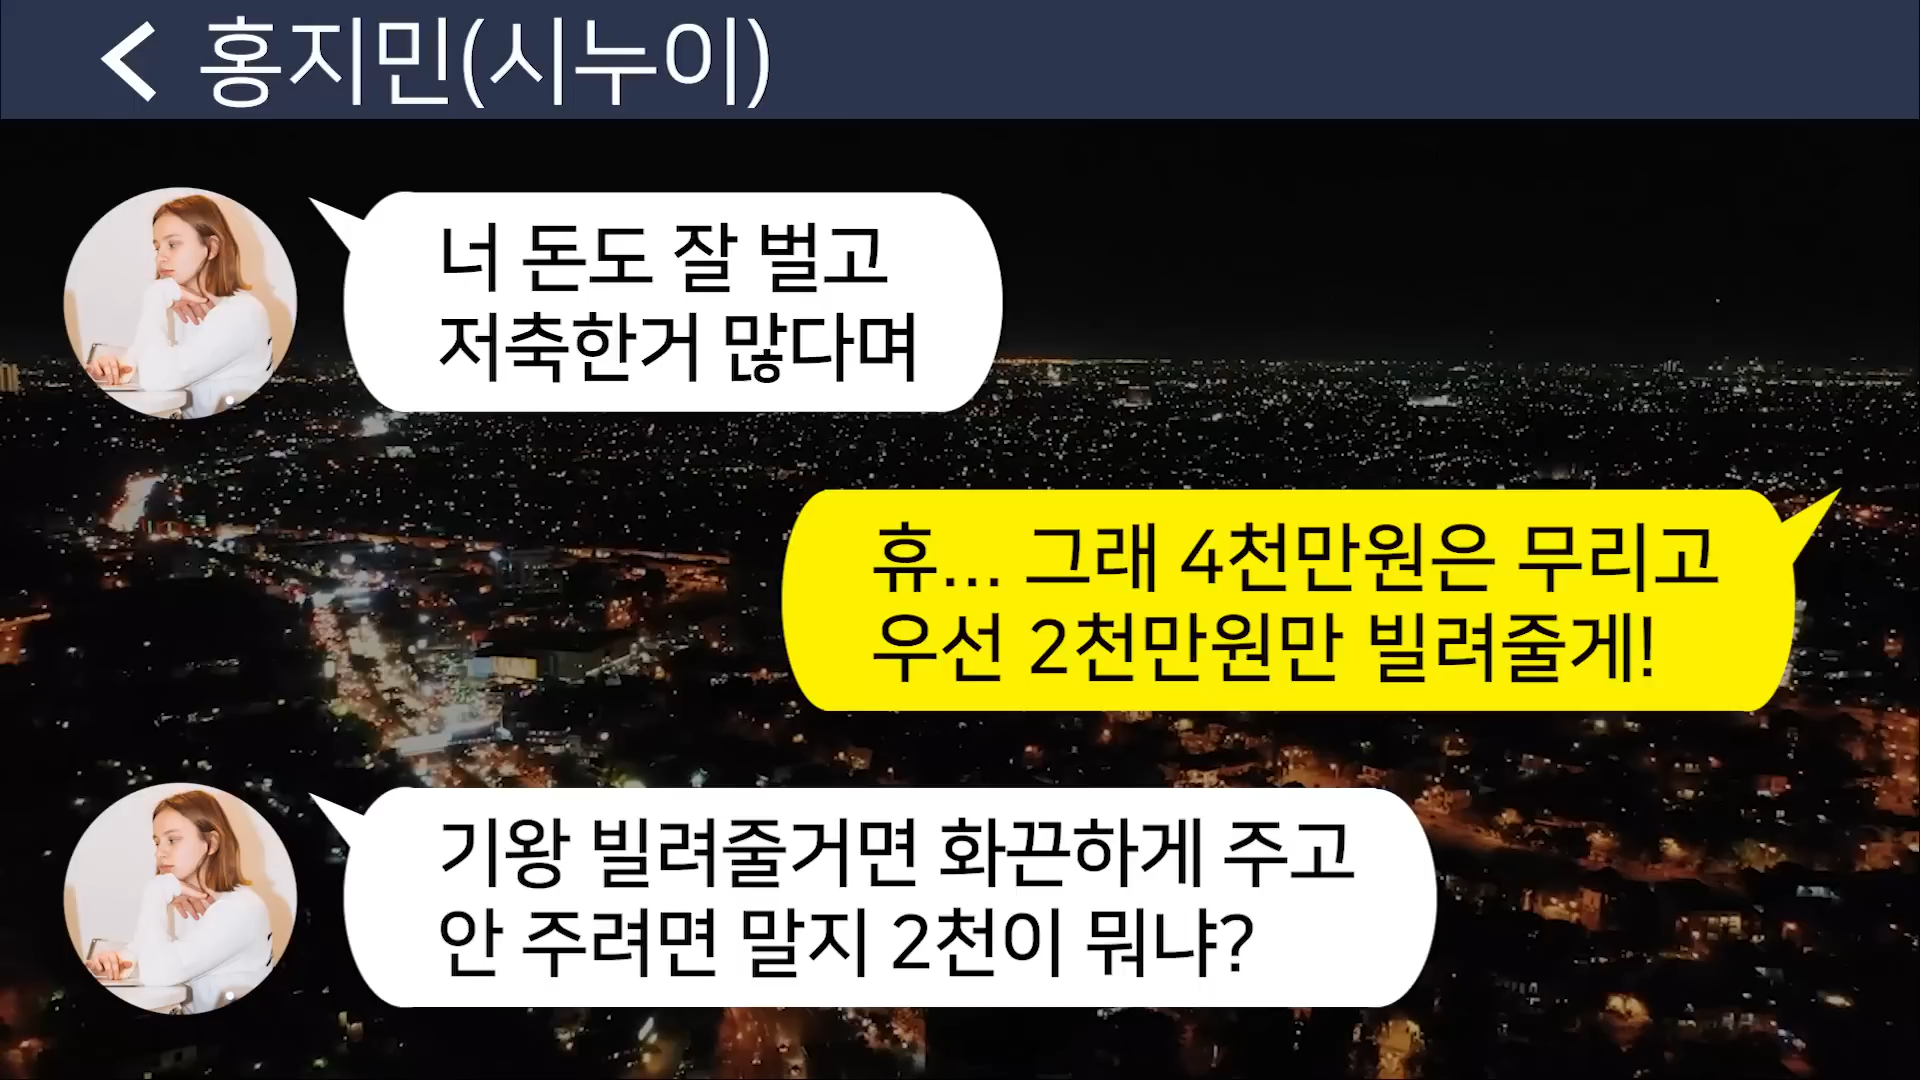 홍지민(시누이)
너 돈도 잘 벌고
저축한거 많다며
휴... 그래 4천만원은 무리고
우선 2천만원만 빌려줄게!
기왕 빌려줄거면 화끈하게 주고
안 주려면 말지 2천이 뭐냐?